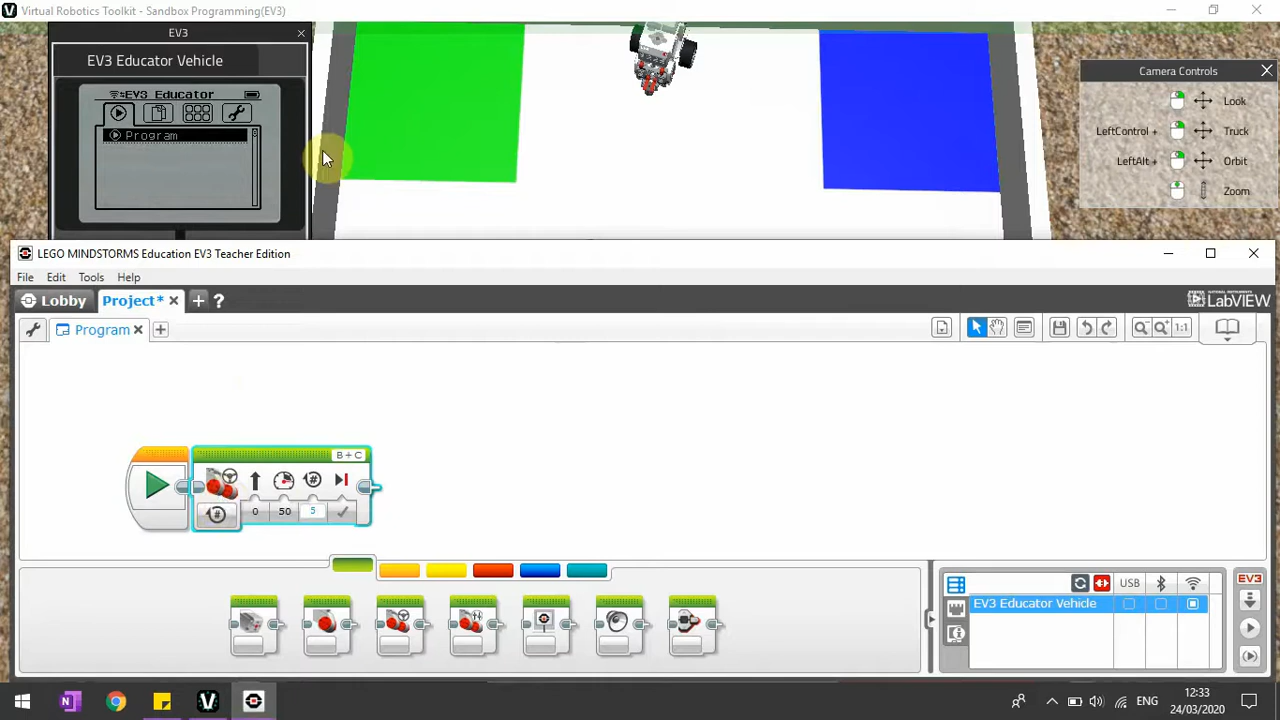 Virtual Robotics Toolkit - Sandbox Programming(EV3)
EV3
EV3 Educator Vehicle
EV3 Educator
Program
Camera Controls
Look
LeftControl + Truck
LeftAlt + Orbit
Zoom
LEGO MINDSTORMS Education EV3 Teacher Edition
File Edit Tools Help
Lobby Project* + ?
LabVIEW
Program 1:1
B + C
#
0 50 5
#
EV3
USB
EV3 Educator Vehicle
ENG
12:33
24/03/2020